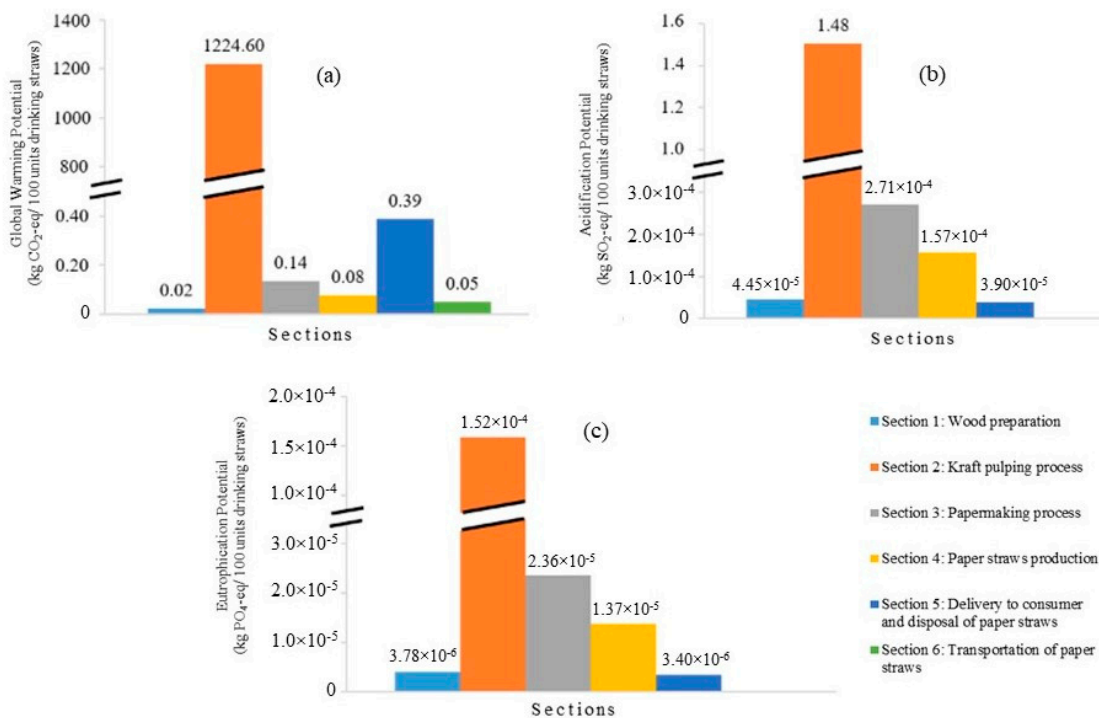 1400
1200
1000
800
0.40
0.20
0
Global Warming Potential
(kg CO₂-eq/ 100 units drinking straws)
(a)
0.02
1224.60
0.14
0.08
0.39
0.05
Sections
1.6
1.4
1.2
1.0
3.0×10⁻⁴
2.0×10⁻⁴
1.0×10⁻⁴
0
Acidification Potential
(kg SO₂-eq/ 100 units drinking straws)
(b)
4.45×10⁻⁵
1.48
2.71×10⁻⁴
1.57×10⁻⁴
3.90×10⁻⁵
Sections
2.0×10⁻⁴
1.5×10⁻⁴
1.0×10⁻⁴
3.0×10⁻⁵
2.0×10⁻⁵
1.0×10⁻⁵
0
Eutrophication Potential
(kg PO₄-eq/ 100 units drinking straws)
(c)
3.78×10⁻⁶
1.52×10⁻⁴
2.36×10⁻⁵
1.37×10⁻⁵
3.40×10⁻⁶
Sections
Section 1: Wood preparation
Section 2: Kraft pulping process
Section 3: Papermaking process
Section 4: Paper straws production
Section 5: Delivery to consumer
and disposal of paper straws
Section 6: Transportation of paper
straws